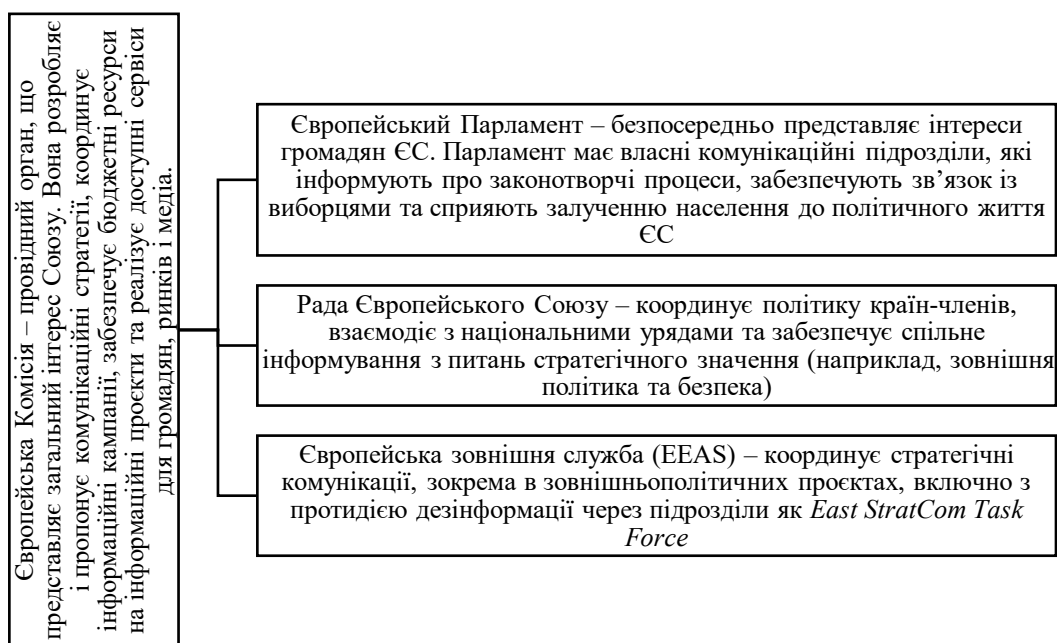 Європейська Комісія – провідний орган, що
представляє загальний інтерес Союзу. Вона розробляє
і пропонує комунікаційні стратегії, координує
інформаційні кампанії, забезпечує бюджетні ресурси
на інформаційні проєкти та реалізує доступні сервіси
для громадян, ринків і медіа.
Європейський Парламент – безпосередньо представляє інтереси
громадян ЄС. Парламент має власні комунікаційні підрозділи, які
інформують про законотворчі процеси, забезпечують зв’язок із
виборцями та сприяють залученню населення до політичного життя
ЄС
Рада Європейського Союзу – координує політику країн-членів,
взаємодіє з національними урядами та забезпечує спільне
інформування з питань стратегічного значення (наприклад, зовнішня
політика та безпека)
Європейська зовнішня служба (EEAS) – координує стратегічні
комунікації, зокрема в зовнішньополітичних проєктах, включно з
протидією дезінформації через підрозділи як East StratCom Task
Force